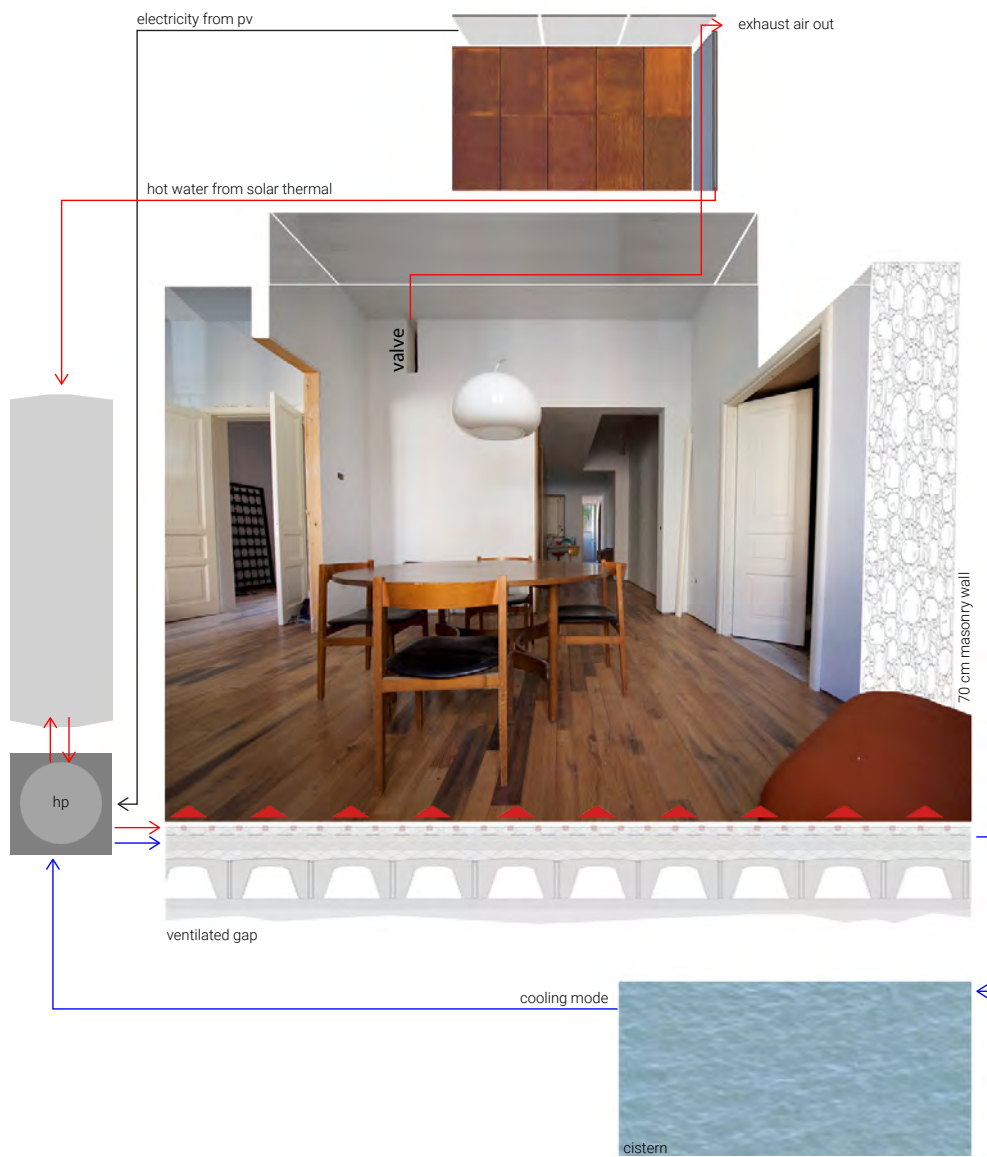 electricity from pv
exhaust air out
hot water from solar thermal
valve
70 cm masonry wall
hp
ventilated gap
cooling mode
cistern